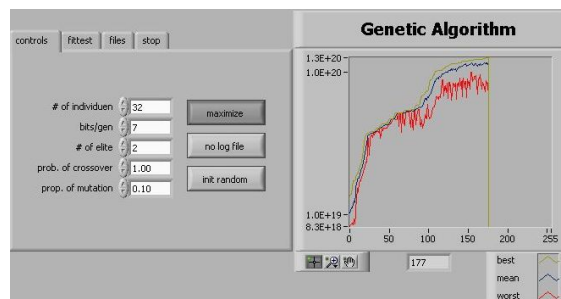 controls fittest files stop
# of individuen 32
bits/gen 7
# of elite 2
prob. of crossover 1.00
prop. of mutation 0.10
maximize
no log file
init random
Genetic Algorithm
1.3E+20
1.0E+20
1.0E+19
8.3E+18
0 50 100 150 200 255
177
best
mean
worst